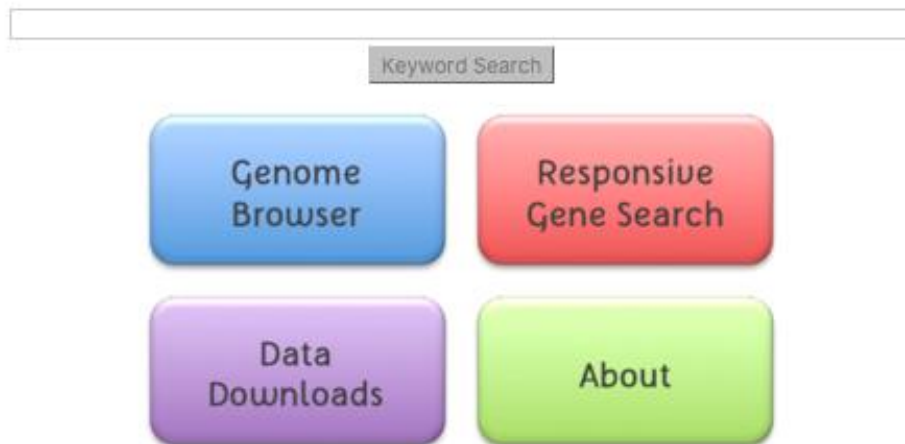 Keyword Search
Genome
Browser
Responsive
Gene Search
Data
Downloads
About